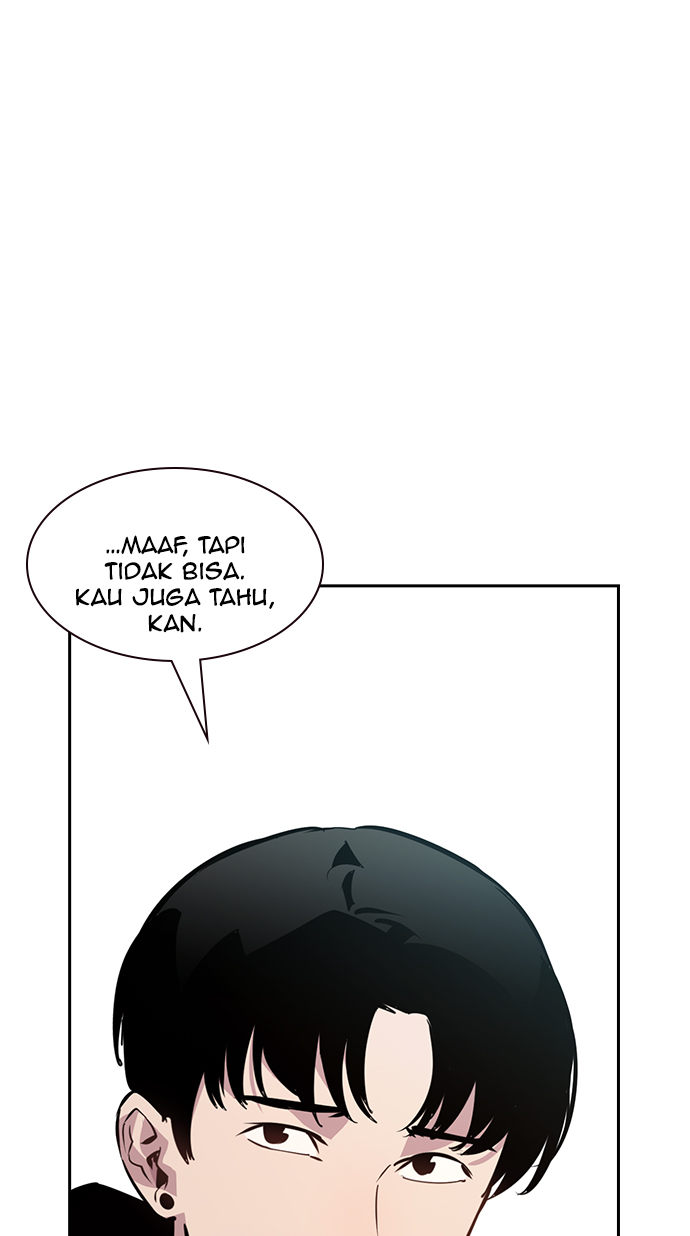 ...MAAF, TAPI
TIDAK BISA.
KAU JUGA TAHU,
KAN.